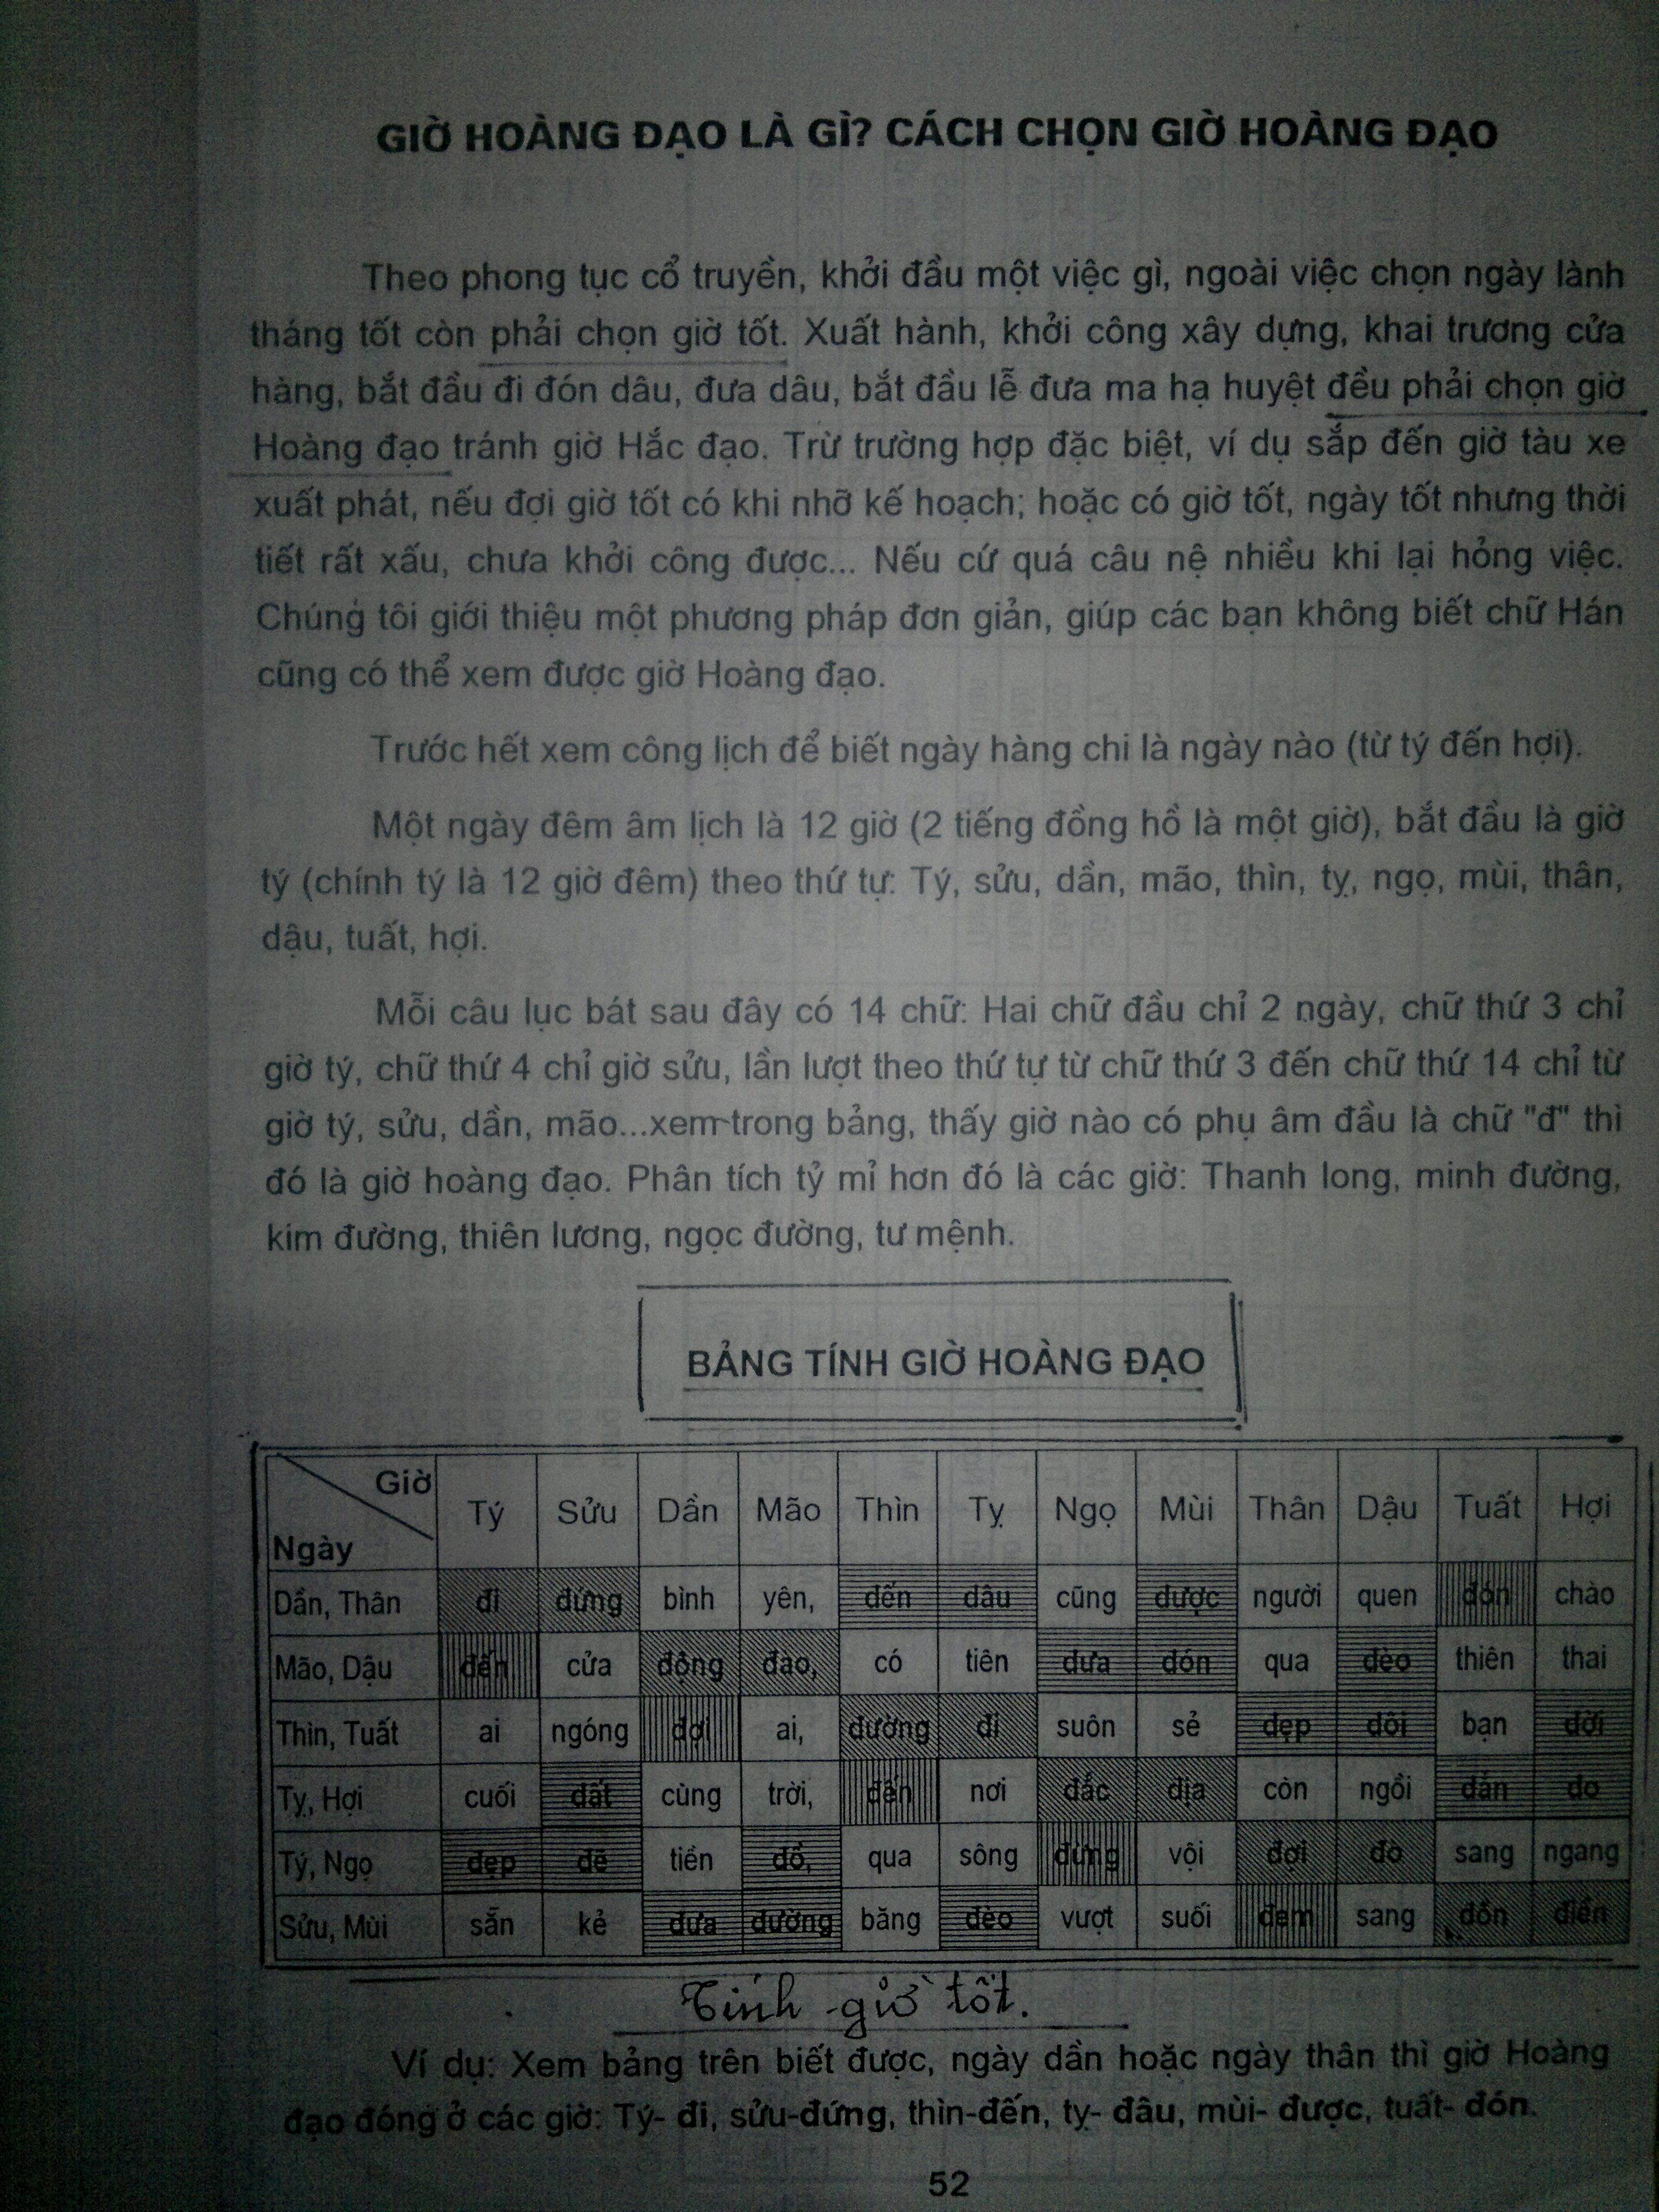 GIỜ HOÀNG ĐẠO LÀ GÌ? CÁCH CHỌN GIỜ HOÀNG ĐẠO
Theo phong tục cổ truyền, khởi đầu một việc gì, ngoài việc chọn ngày lành
tháng tốt còn phải chọn giờ tốt. Xuất hành, khởi công xây dựng, khai trương cửa
hàng, bắt đầu đi đón dâu, đưa dâu, bắt đầu lễ đưa ma hạ huyệt đều phải chọn giờ
Hoàng đạo tránh giờ Hắc đạo. Trừ trường hợp đặc biệt, ví dụ sắp đến giờ tàu xe
xuất phát, nếu đợi giờ tốt có khi nhỡ kế hoạch; hoặc có giờ tốt, ngày tốt nhưng thời
tiết rất xấu, chưa khởi công được... Nếu cứ quá câu nệ nhiều khi lại hỏng việc.
Chúng tôi giới thiệu một phương pháp đơn giản, giúp các bạn không biết chữ Hán
cũng có thể xem được giờ Hoàng đạo.
Trước hết xem công lịch để biết ngày hàng chi là ngày nào (từ tý đến hợi).
Một ngày đêm âm lịch là 12 giờ (2 tiếng đồng hồ là một giờ), bắt đầu là giờ
tý (chính tý là 12 giờ đêm) theo thứ tự: Tý, sửu, dần, mão, thìn, tỵ, ngọ, mùi, thân,
dậu, tuất, hợi.
Mỗi câu lục bát sau đây có 14 chữ: Hai chữ đầu chỉ 2 ngày, chữ thứ 3 chỉ
giờ tý, chữ thứ 4 chỉ giờ sửu, lần lượt theo thứ tự từ chữ thứ 3 đến chữ thứ 14 chỉ từ
giờ tý, sửu, dần, mão...xem trong bảng, thấy giờ nào có phụ âm đầu là chữ "đ" thì
đó là giờ hoàng đạo. Phân tích tỷ mỉ hơn đó là các giờ: Thanh long, minh đường,
kim đường, thiên lương, ngọc đường, tư mệnh.
BẢNG TÍNH GIỜ HOÀNG ĐẠO
Giờ Ngày Tý Sửu Dần Mão Thìn Tỵ Ngọ Mùi Thân Dậu Tuất Hợi
Dần, Thân đi đứng bình yên, đến đâu cũng được người quen đón chào
Mão, Dậu đến cửa động đào, có tiên đưa đón qua đèo thiên thai
Thìn, Tuất ai ngóng đợi ai, đường đi suôn sẻ đẹp đôi bạn đời
Tỵ, Hợi cuối đất cùng trời, đến nơi đắc địa còn ngồi đắn đo
Tý, Ngọ đẹp đẽ tiền đồ, qua sông đừng vội đợi đò sang ngang
Sửu, Mùi sẵn kẻ đưa đường băng đèo vượt suối đem sang đồn điền
Tính giờ tốt.
Ví dụ: Xem bảng trên biết được, ngày dần hoặc ngày thân thì giờ Hoàng
đạo đóng ở các giờ: Tý- đi, sửu-đứng, thìn-đến, tỵ- đâu, mùi- được, tuất- đón.
52